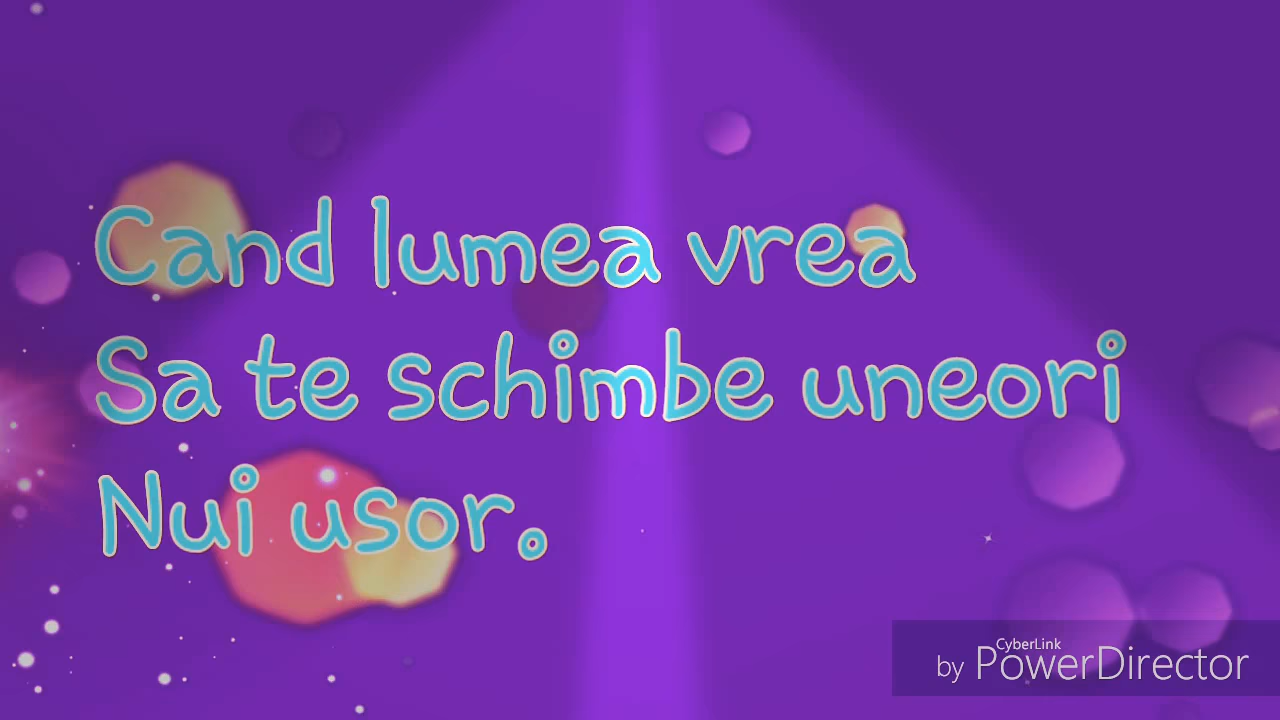 Cand lumea vrea
Sa te schimbe uneori
Nui usor.
CyberLink
by PowerDirector